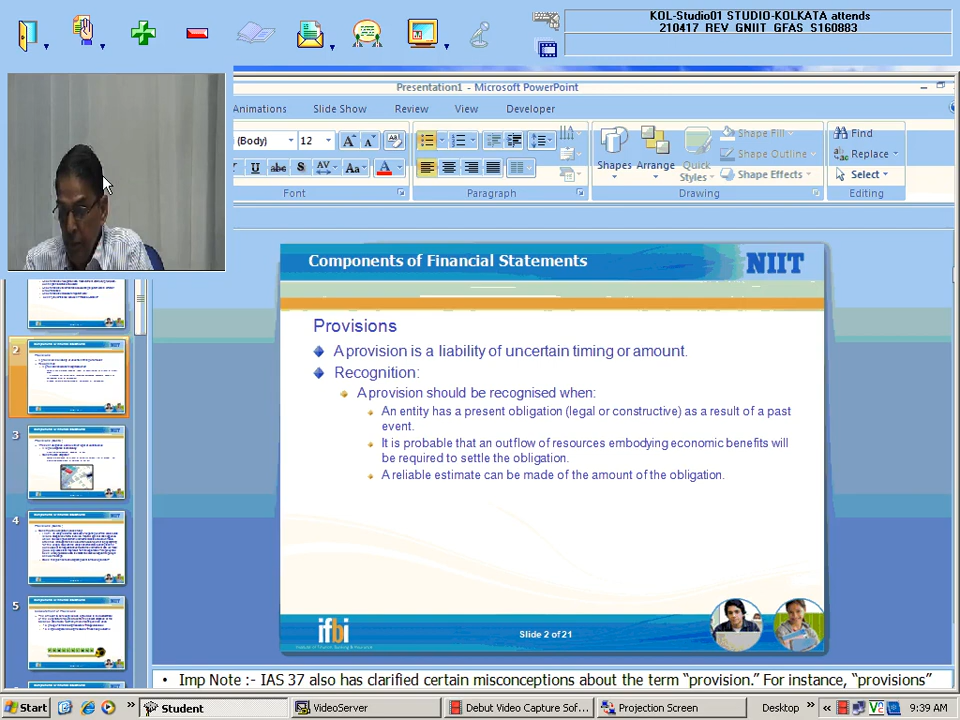 KOL-Studio01 STUDIO-KOLKATA attends
210417_REV_GNIIT_GFAS_S160883
Presentation1 - Microsoft PowerPoint
Animations Slide Show Review View Developer
(Body) 12
Shapes Arrange Quick Styles
Shape Fill
Shape Outline
Shape Effects
Find
Replace
Select
Font Paragraph Drawing Editing
Components of Financial Statements
NIIT
Provisions
A provision is a liability of uncertain timing or amount.
Recognition:
A provision should be recognised when:
An entity has a present obligation (legal or constructive) as a result of a past
event.
It is probable that an outflow of resources embodying economic benefits will
be required to settle the obligation.
A reliable estimate can be made of the amount of the obligation.
ifbi
Institute of Finance, Banking & Insurance
Slide 2 of 21
2
3
4
5
• Imp Note :- IAS 37 also has clarified certain misconceptions about the term “provision.” For instance, “provisions”
Start Student VideoServer Debut Video Capture Sof... Projection Screen Desktop 9:39 AM